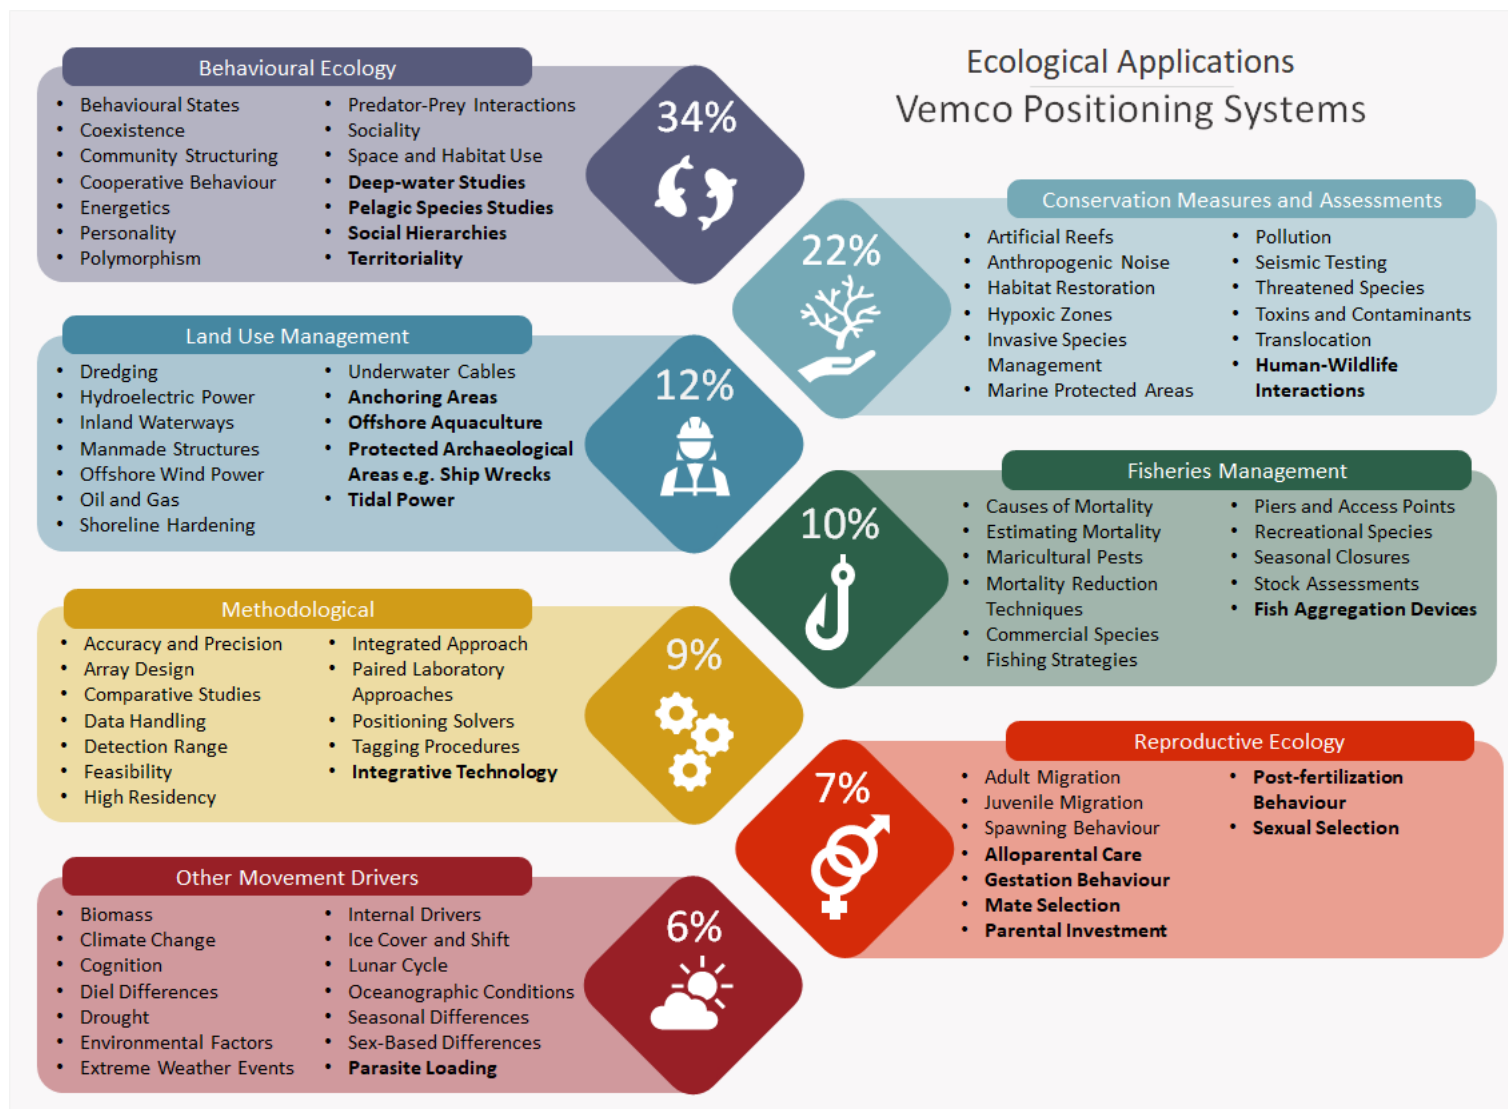 Ecological Applications
Vemco Positioning Systems
Behavioural Ecology
34%
• Behavioural States
• Coexistence
• Community Structuring
• Cooperative Behaviour
• Energetics
• Personality
• Polymorphism
• Predator-Prey Interactions
• Sociality
• Space and Habitat Use
• Deep-water Studies
• Pelagic Species Studies
• Social Hierarchies
• Territoriality
Conservation Measures and Assessments
22%
• Artificial Reefs
• Anthropogenic Noise
• Habitat Restoration
• Hypoxic Zones
• Invasive Species
Management
• Marine Protected Areas
• Pollution
• Seismic Testing
• Threatened Species
• Toxins and Contaminants
• Translocation
• Human-Wildlife
Interactions
Land Use Management
12%
• Dredging
• Hydroelectric Power
• Inland Waterways
• Manmade Structures
• Offshore Wind Power
• Oil and Gas
• Shoreline Hardening
• Underwater Cables
• Anchoring Areas
• Offshore Aquaculture
• Protected Archaeological
Areas e.g. Ship Wrecks
• Tidal Power
Fisheries Management
10%
• Causes of Mortality
• Estimating Mortality
• Maricultural Pests
• Mortality Reduction
Techniques
• Commercial Species
• Fishing Strategies
• Piers and Access Points
• Recreational Species
• Seasonal Closures
• Stock Assessments
• Fish Aggregation Devices
Methodological
9%
• Accuracy and Precision
• Array Design
• Comparative Studies
• Data Handling
• Detection Range
• Feasibility
• High Residency
• Integrated Approach
• Paired Laboratory
Approaches
• Positioning Solvers
• Tagging Procedures
• Integrative Technology
Reproductive Ecology
7%
• Adult Migration
• Juvenile Migration
• Spawning Behaviour
• Alloparental Care
• Gestation Behaviour
• Mate Selection
• Parental Investment
• Post-fertilization
Behaviour
• Sexual Selection
Other Movement Drivers
6%
• Biomass
• Climate Change
• Cognition
• Diel Differences
• Drought
• Environmental Factors
• Extreme Weather Events
• Internal Drivers
• Ice Cover and Shift
• Lunar Cycle
• Oceanographic Conditions
• Seasonal Differences
• Sex-Based Differences
• Parasite Loading